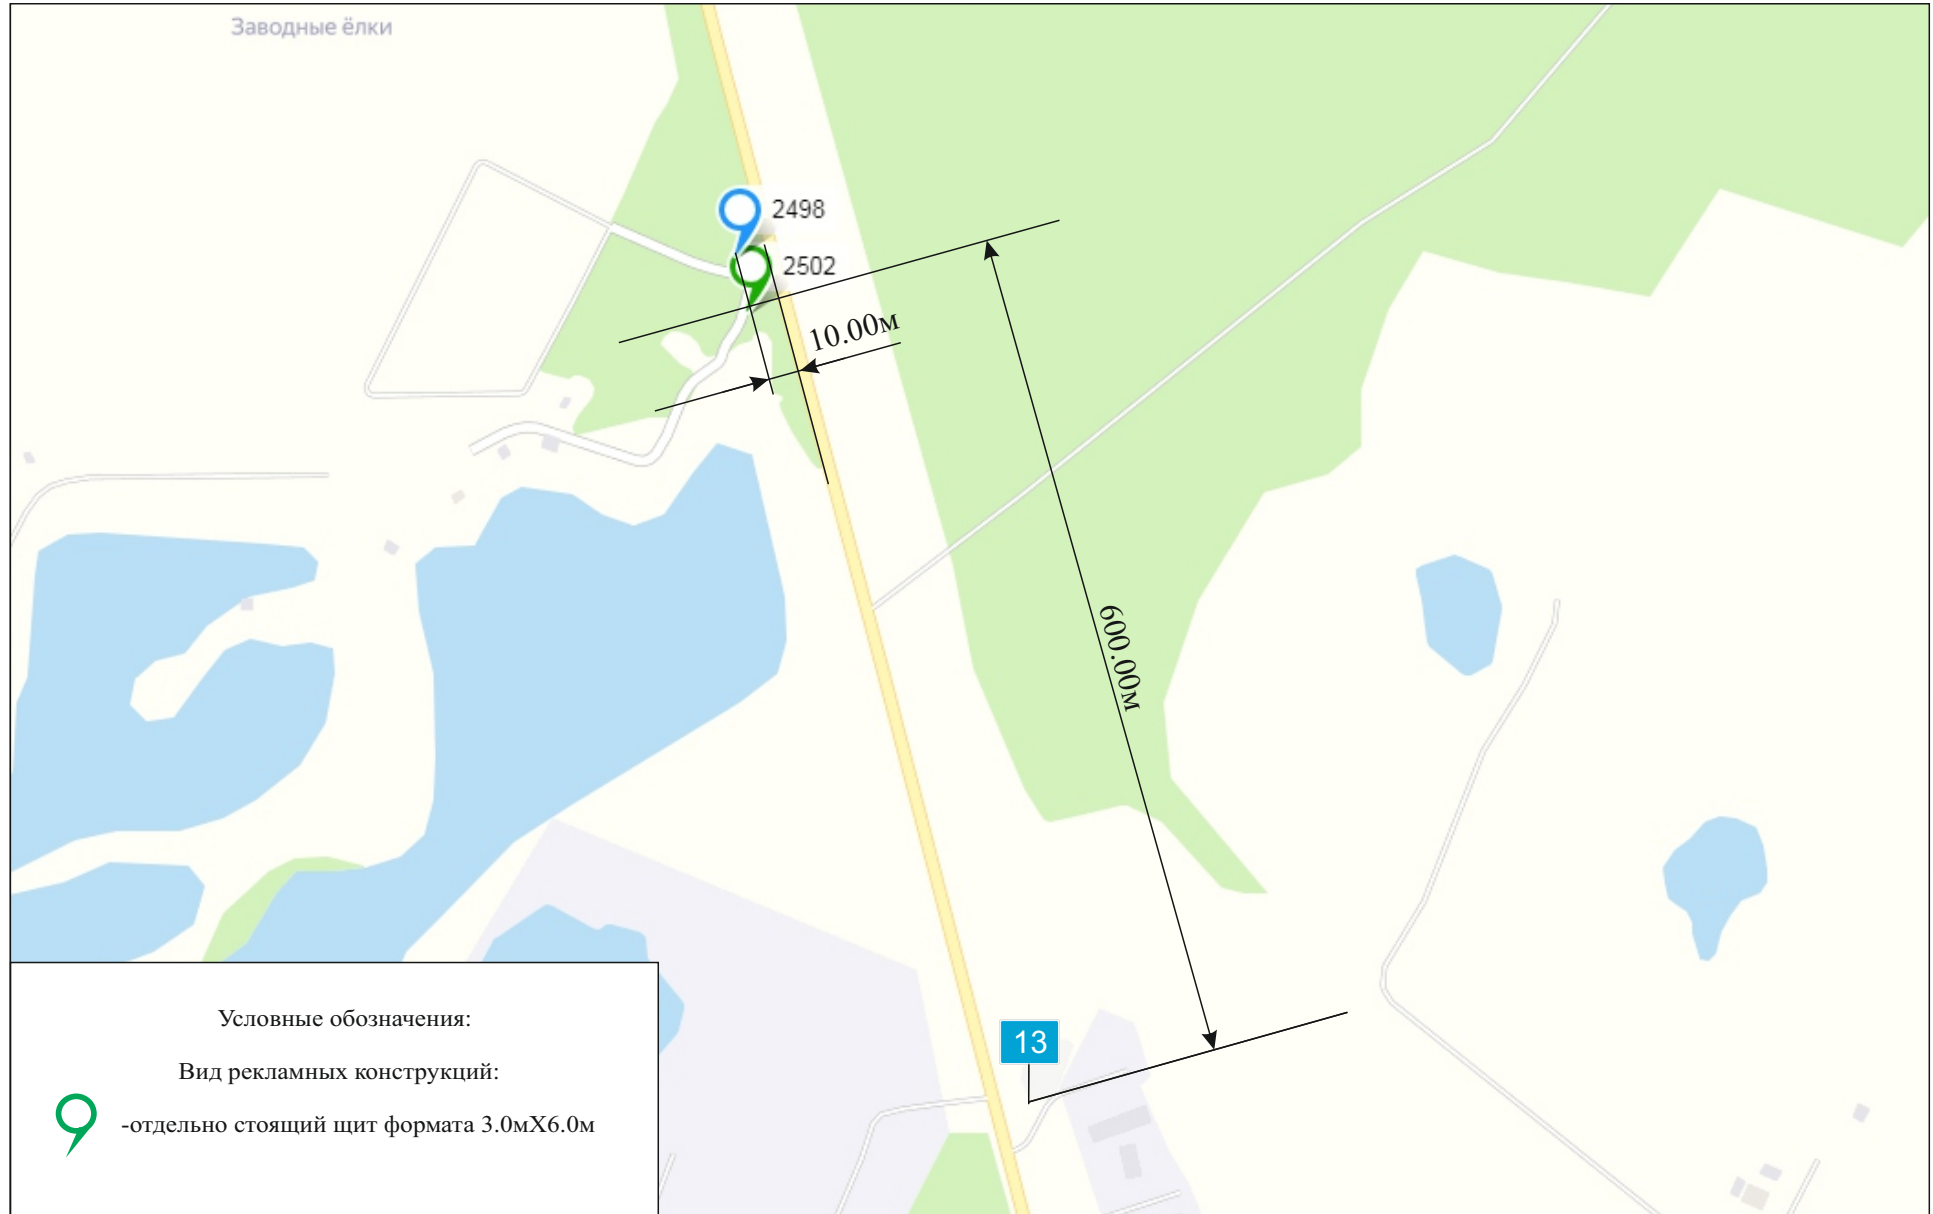 Заводные ёлки
2498
2502
10.00м
600.00м
13
Условные обозначения:
Вид рекламных конструкций:
-отдельно стоящий щит формата 3.0мX6.0м